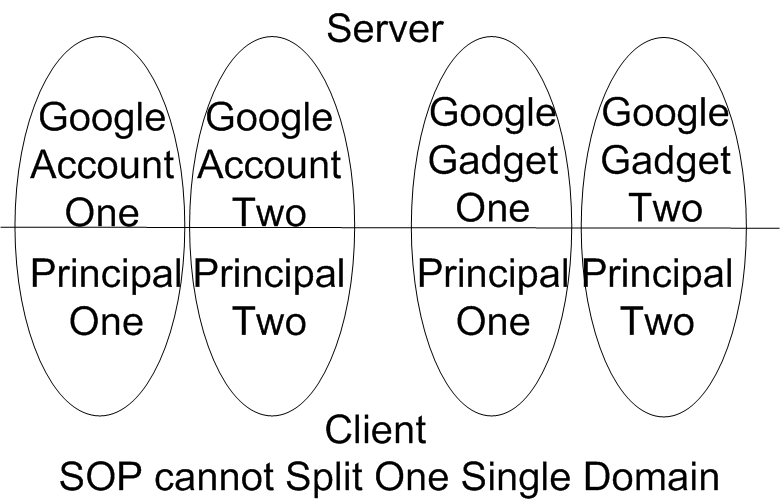 Server
Google
Account
One
Google
Account
Two
Google
Gadget
One
Google
Gadget
Two
Principal
One
Principal
Two
Principal
One
Principal
Two
Client
SOP cannot Split One Single Domain